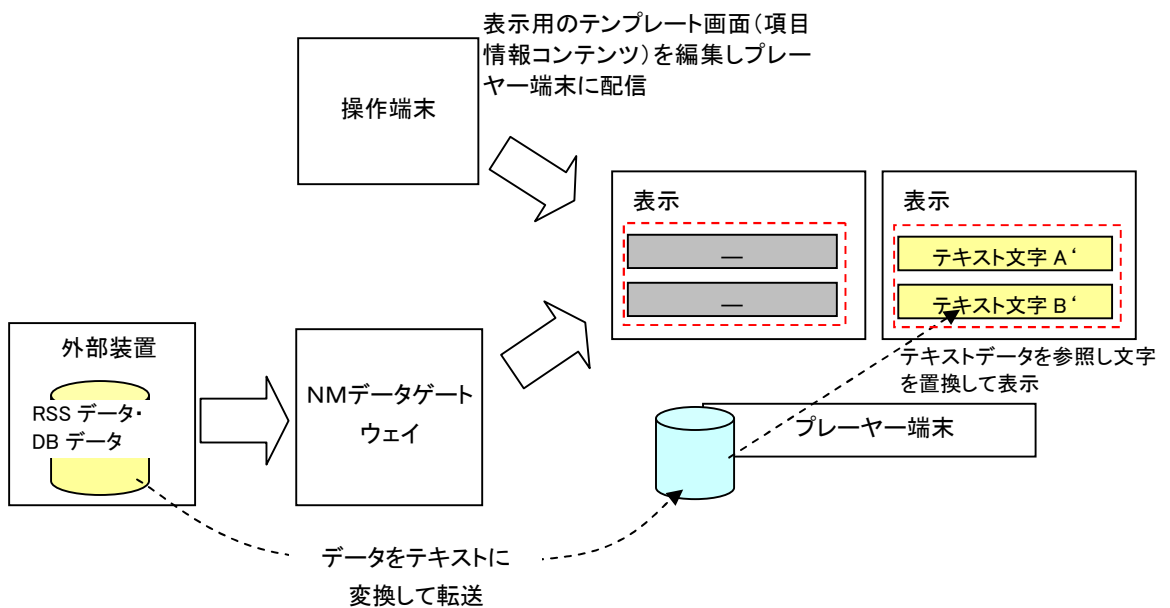 表示用のテンプレート画面（項目
情報コンテンツ）を編集しプレー
ヤー端末に配信
操作端末
表示
―
―
表示
テキスト文字 A‘
テキスト文字 B‘
テキストデータを参照し文字
を置換して表示
外部装置
RSS データ・
DB データ
ＮＭデータゲート
ウェイ
プレーヤー端末
データをテキストに
変換して転送